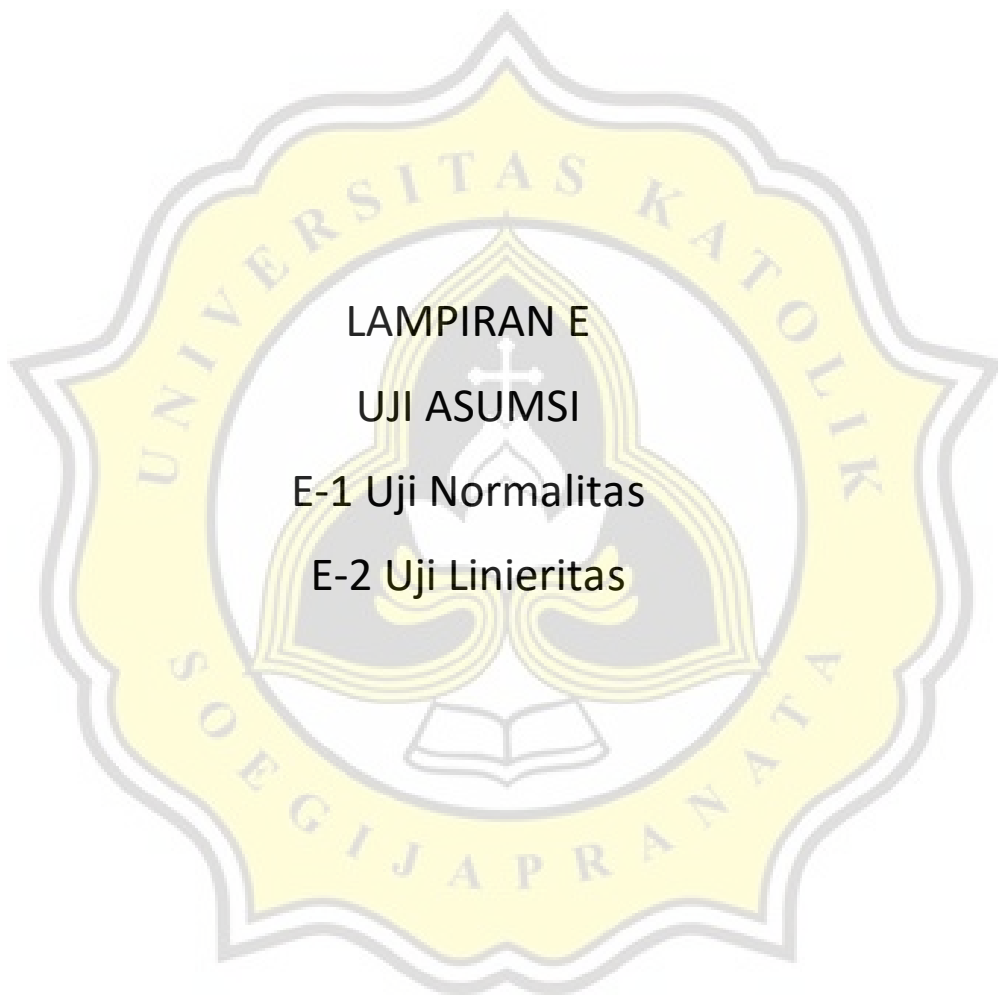 UNIVERSITAS KATOLIK
LAMPIRAN E
UJI ASUMSI
E-1 Uji Normalitas
E-2 Uji Linieritas
SOEGIJAPRANATA